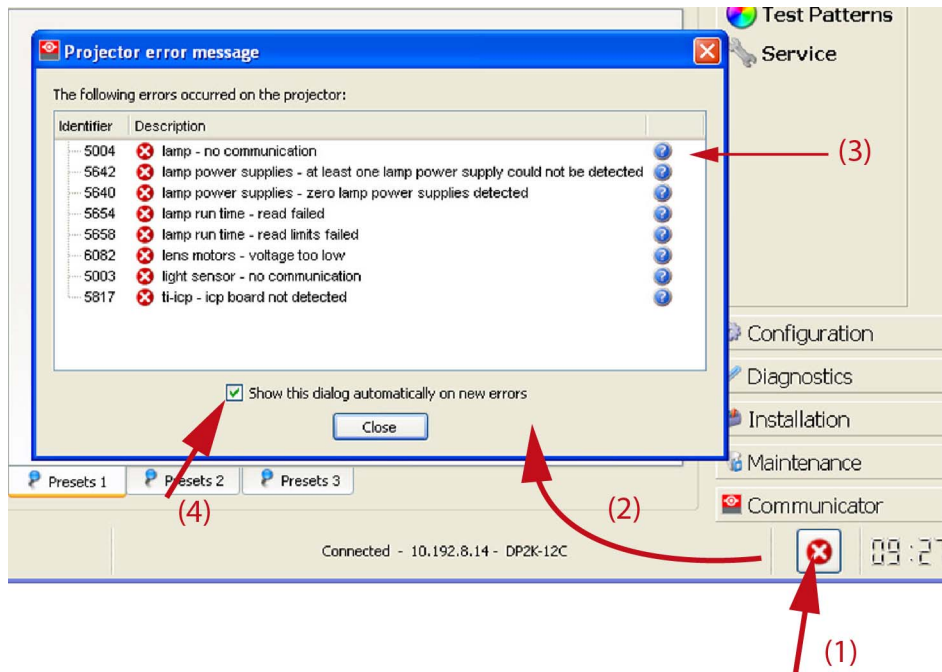 Test Patterns
Service
Projector error message
The following errors occurred on the projector:
Identifier Description
5004 lamp - no communication
5642 lamp power supplies - at least one lamp power supply could not be detected
5640 lamp power supplies - zero lamp power supplies detected
5654 lamp run time - read failed
5658 lamp run time - read limits failed
6082 lens motors - voltage too low
5003 light sensor - no communication
5817 ti-icp - icp board not detected
(3)
Show this dialog automatically on new errors
Close
Configuration
Diagnostics
Installation
Maintenance
Communicator
Presets 1 Presets 2 Presets 3
(4)
(2)
Connected - 10.192.8.14 - DP2K-12C
09:27
(1)